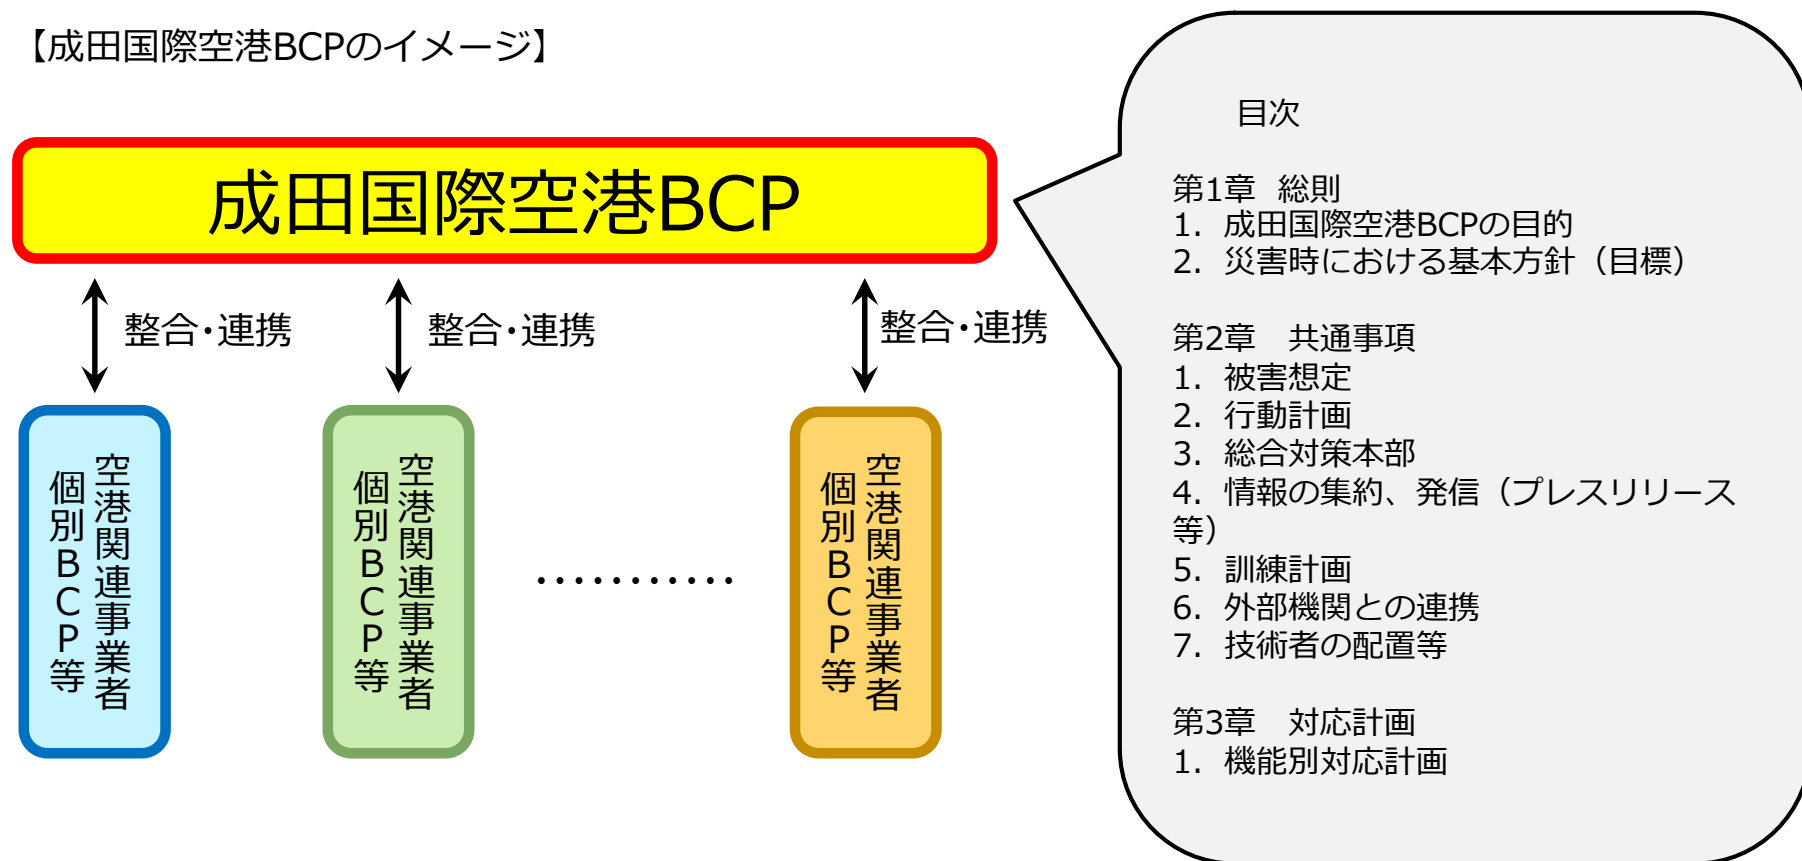 【成田国際空港BCPのイメージ】
成田国際空港BCP
整合・連携
整合・連携
整合・連携
空港関連事業者
個別BCP等
空港関連事業者
個別BCP等
…………
空港関連事業者
個別BCP等
目次
第1章 総則
1. 成田国際空港BCPの目的
2. 災害時における基本方針（目標）
第2章　共通事項
1. 被害想定
2. 行動計画
3. 総合対策本部
4. 情報の集約、発信（プレスリリース
等）
5. 訓練計画
6. 外部機関との連携
7. 技術者の配置等
第3章　対応計画
1. 機能別対応計画